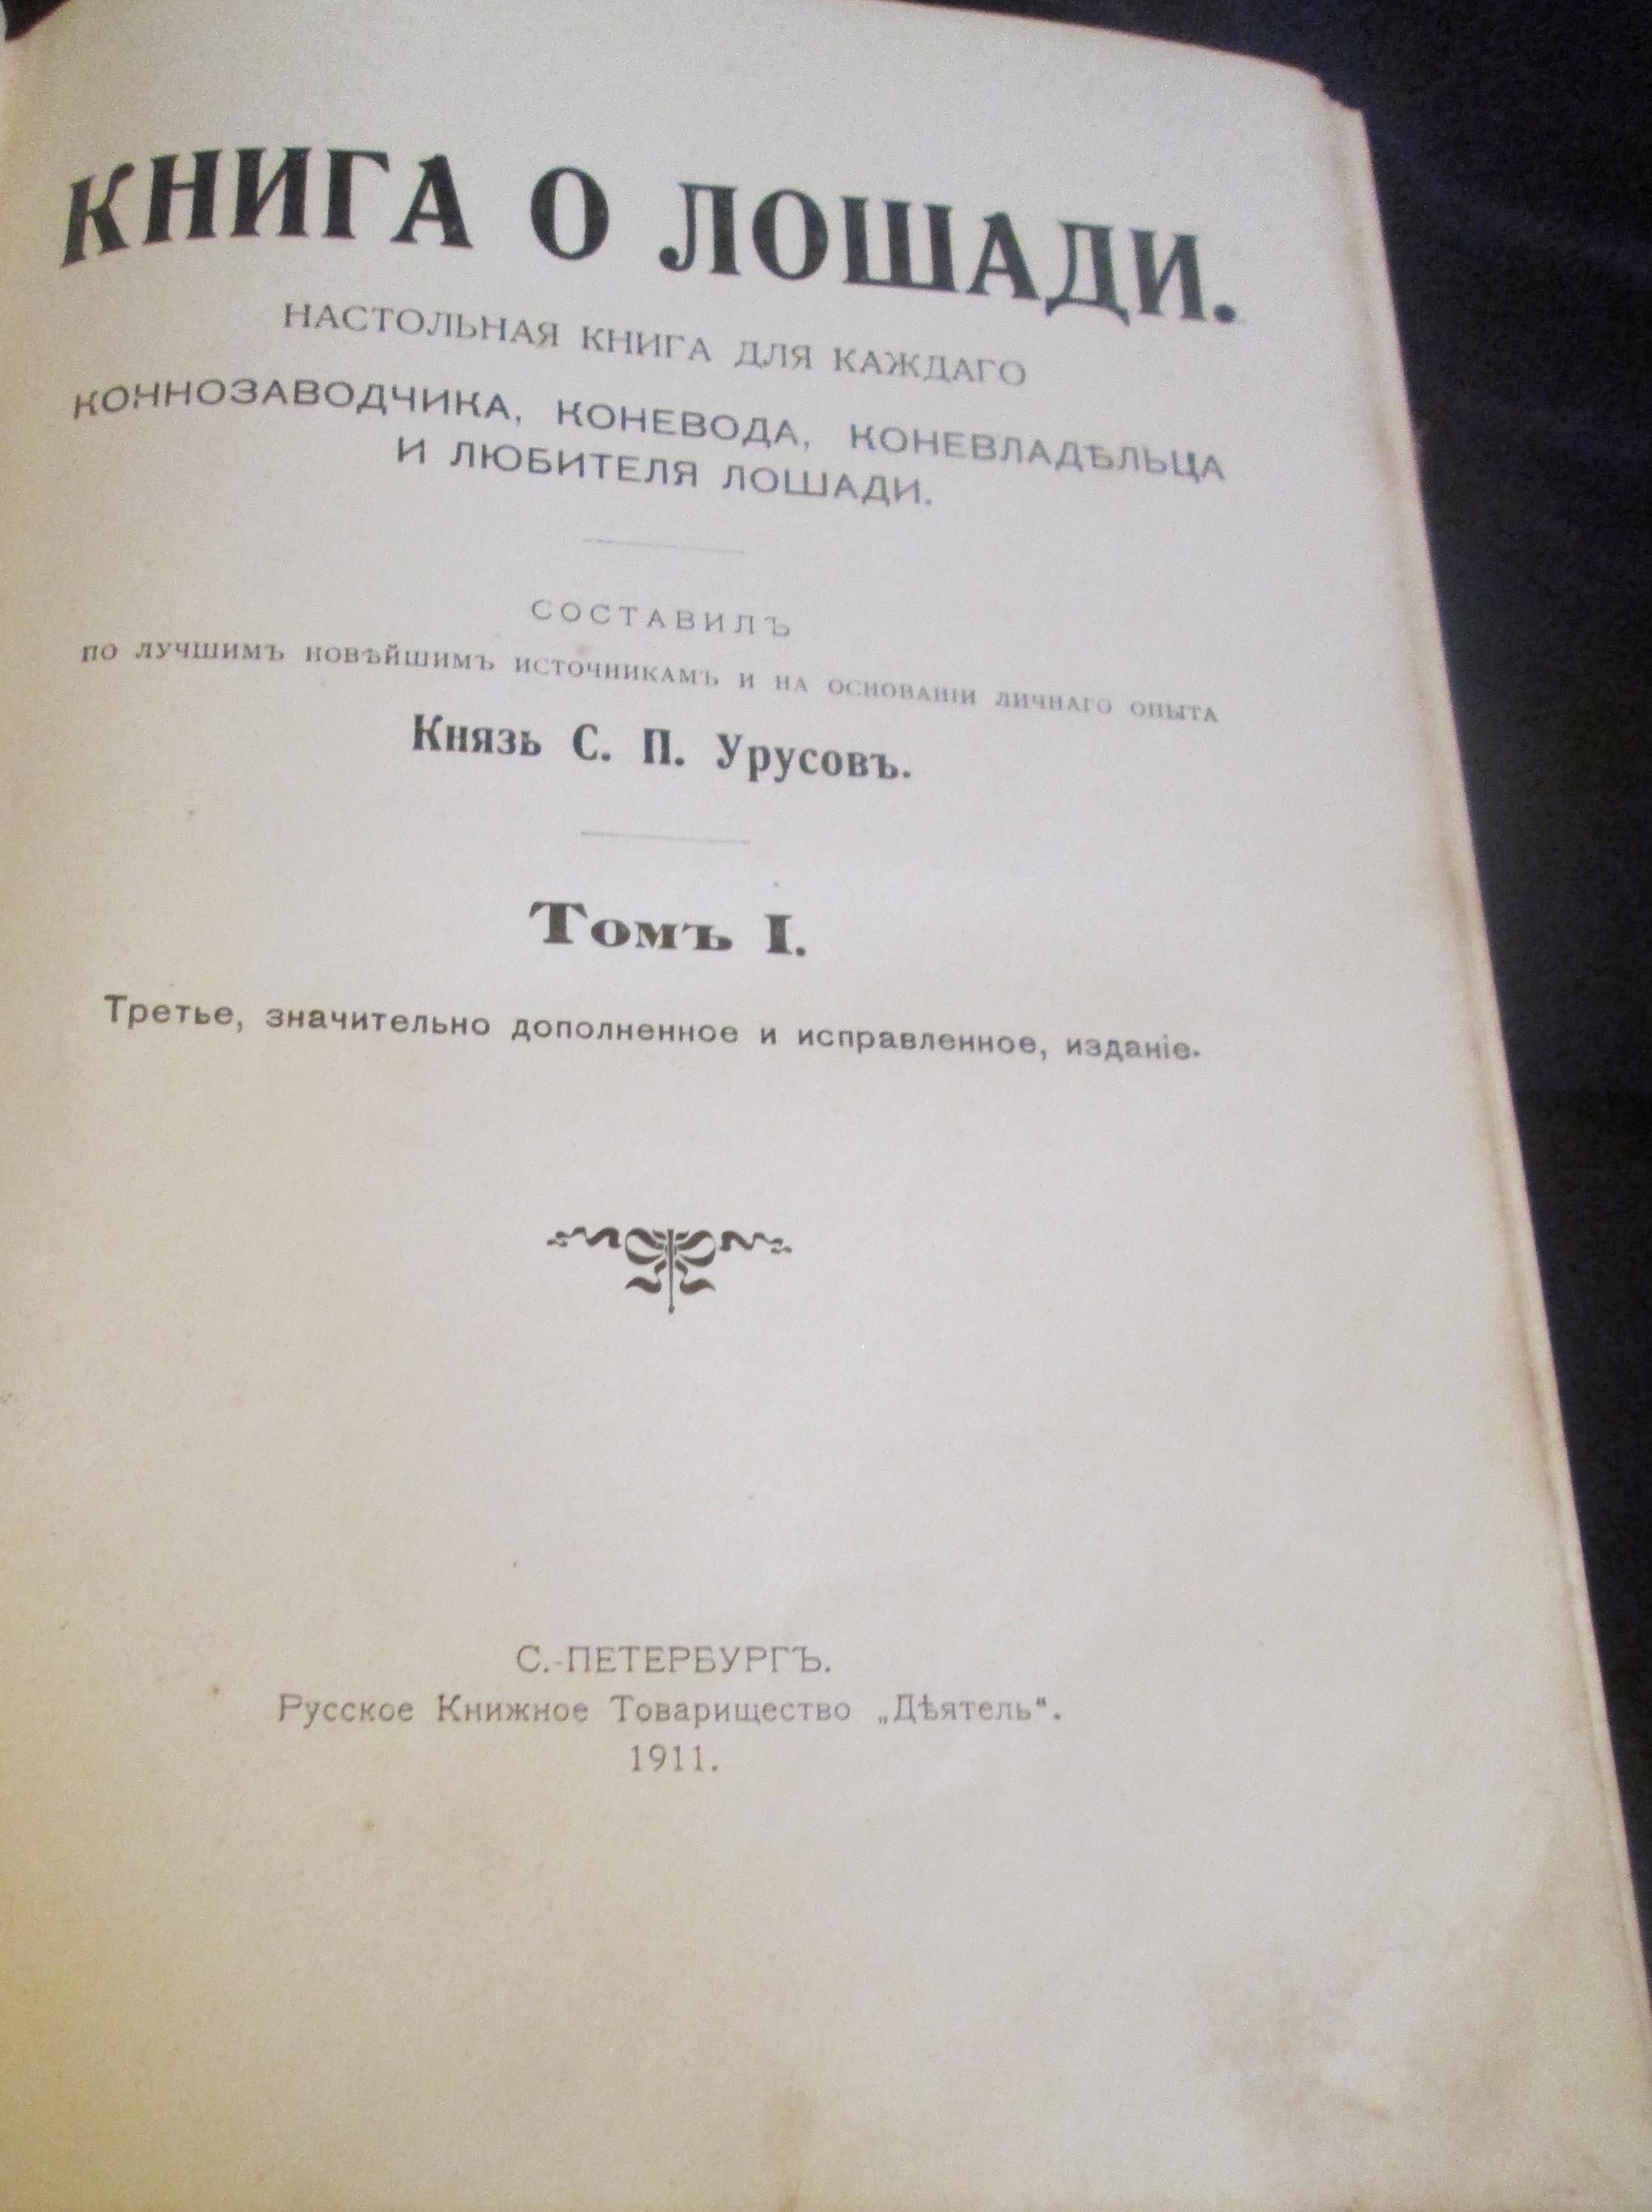 КНИГА О ЛОШАДИ.
НАСТОЛЬНАЯ КНИГА ДЛЯ КАЖДАГО
КОННОЗАВОДЧИКА, КОНЕВОДА, КОНЕВЛАДѢЛЬЦА
И ЛЮБИТЕЛЯ ЛОШАДИ.
СОСТАВИЛЪ
ПО ЛУЧШИМЪ НОВѢЙШИМЪ ИСТОЧНИКАМЪ И НА ОСНОВАНІИ ЛИЧНАГО ОПЫТА
Князь С. П. Урусовъ.
Томъ I.
Третье, значительно дополненное и исправленное, изданіе.
С.-ПЕТЕРБУРГЪ.
Русское Книжное Товарищество „Дѣятель“.
1911.